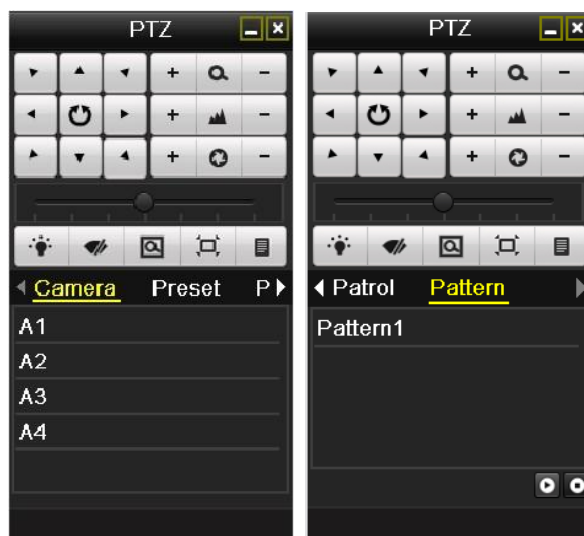 PTZ
Camera Preset P
A1
A2
A3
A4
PTZ
Patrol Pattern
Pattern1